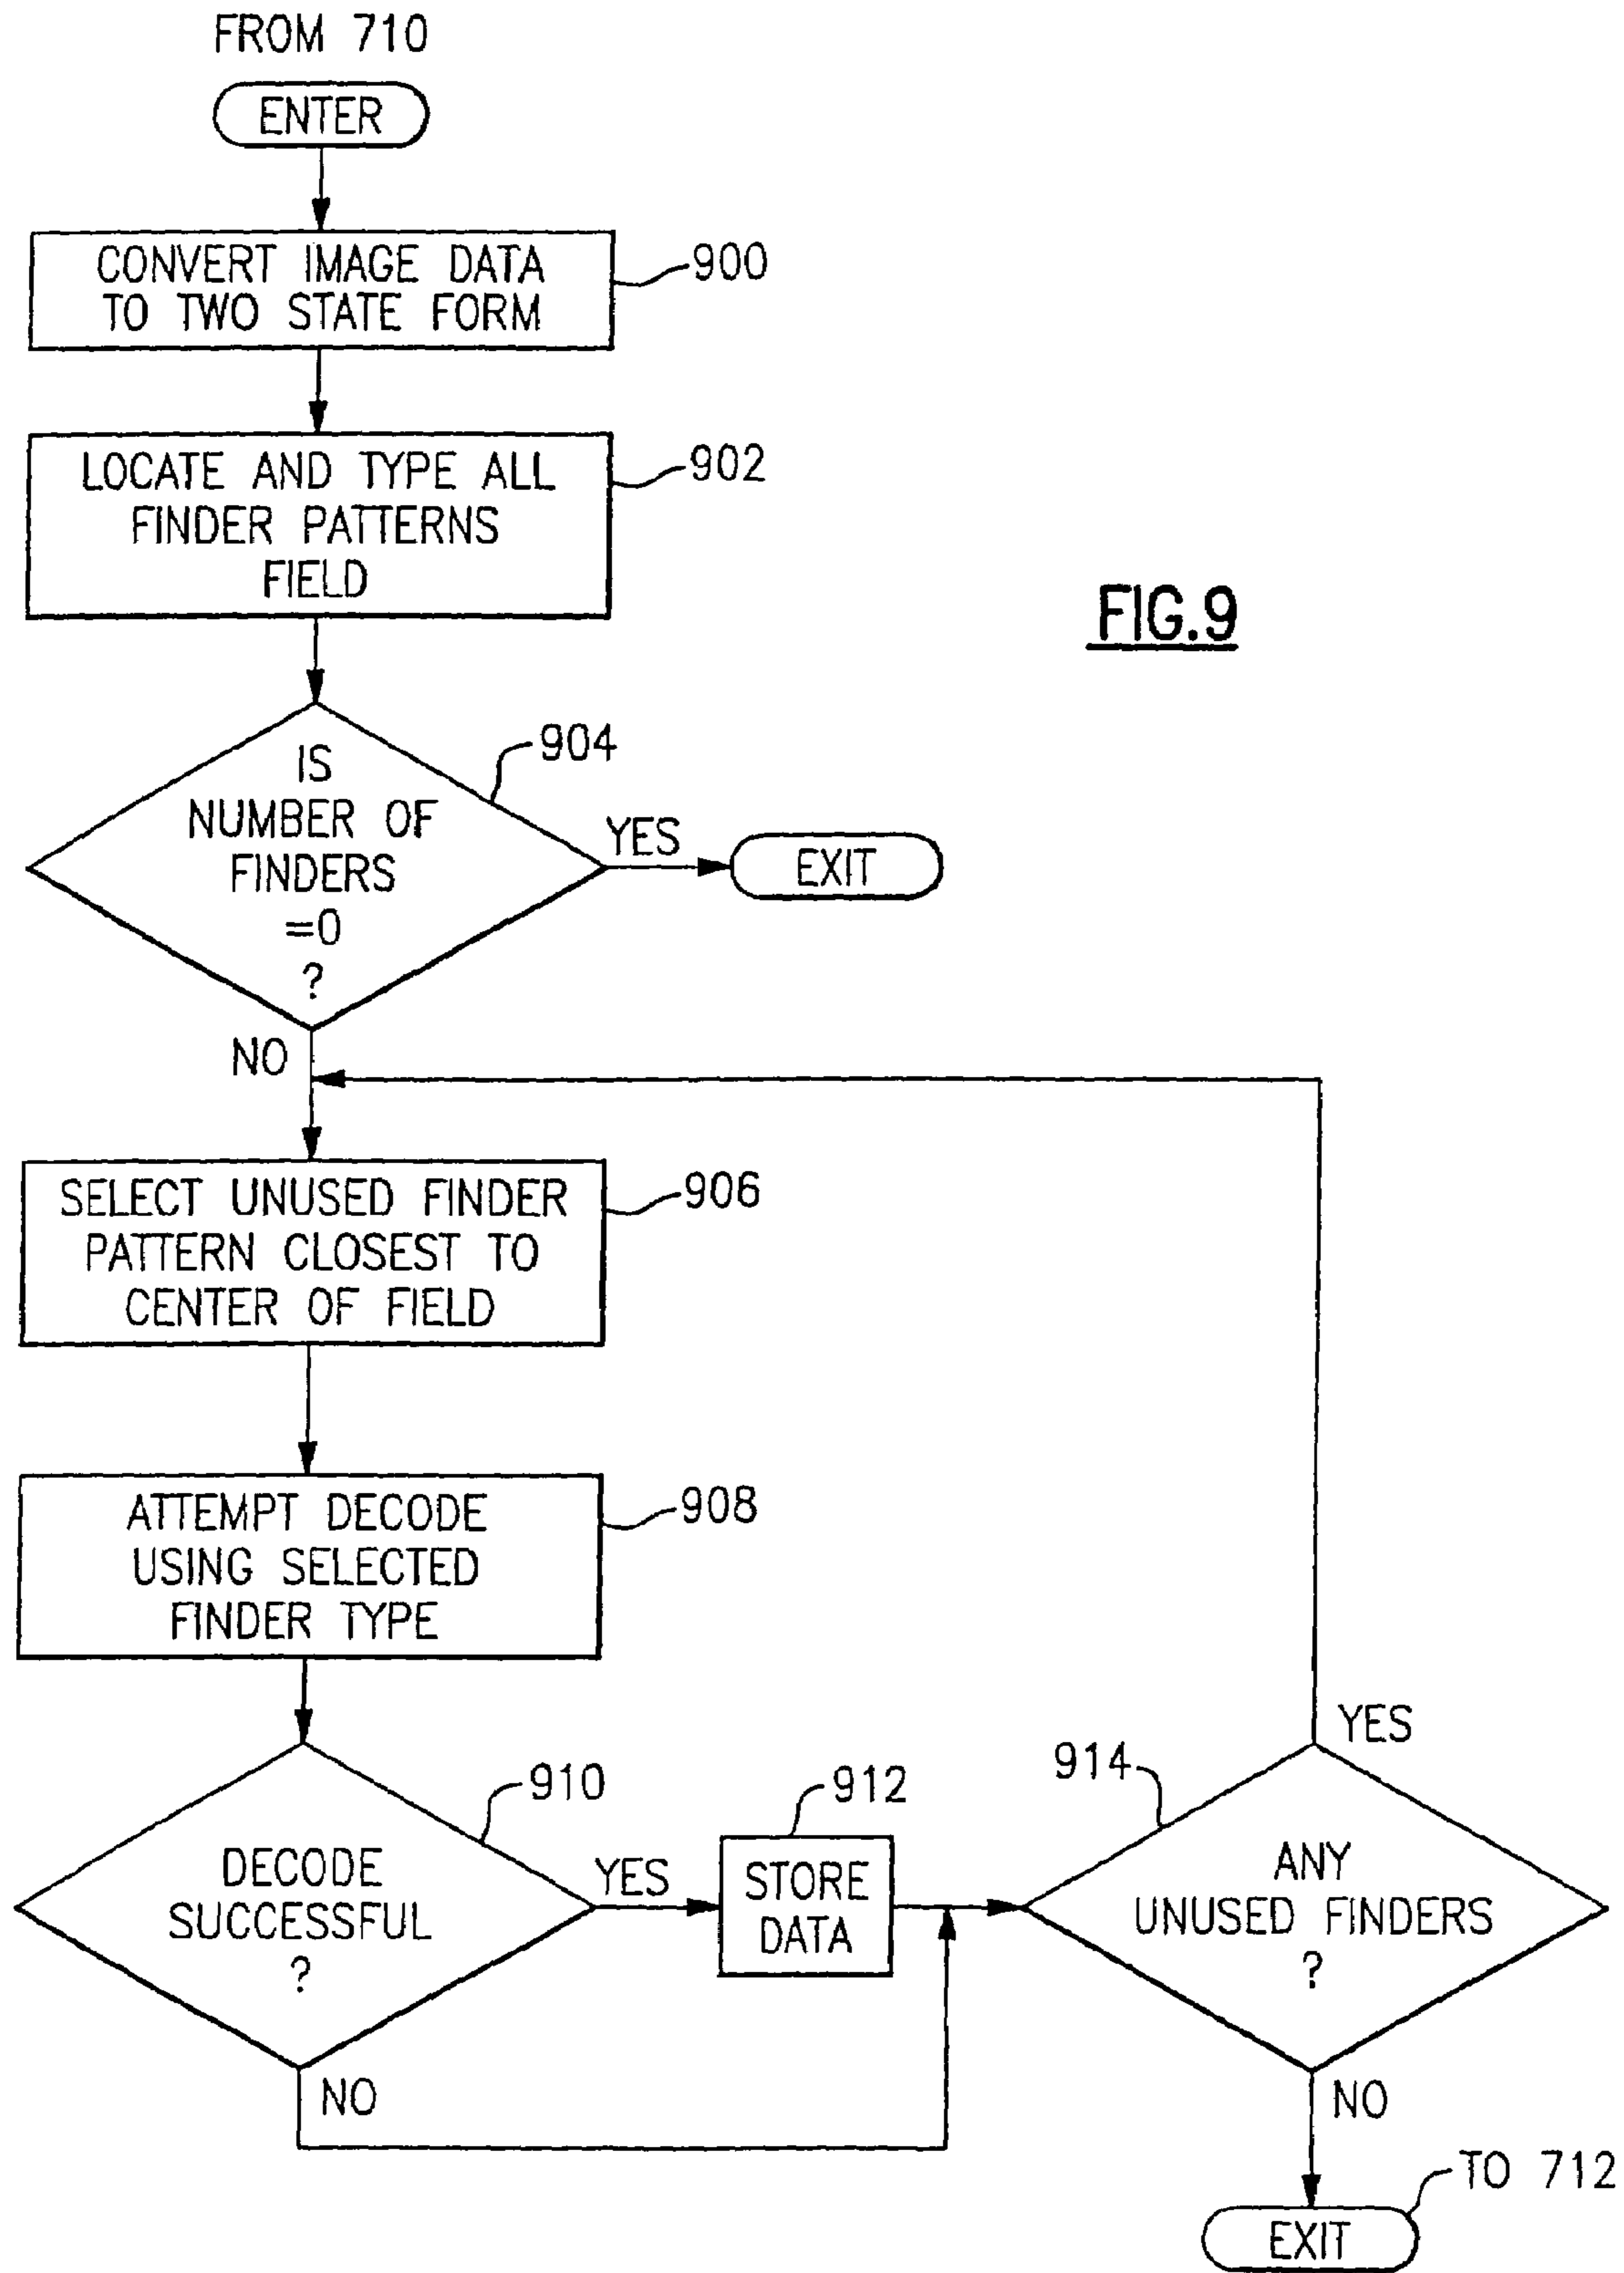 FROM 710
ENTER
CONVERT IMAGE DATA
TO TWO STATE FORM
900
LOCATE AND TYPE ALL
FINDER PATTERNS
FIELD
902
FIG.9
IS
NUMBER OF
FINDERS
=0
?
904
YES
EXIT
NO
SELECT UNUSED FINDER
PATTERN CLOSEST TO
CENTER OF FIELD
906
ATTEMPT DECODE
USING SELECTED
FINDER TYPE
908
DECODE
SUCCESSFUL
?
910
YES
NO
STORE
DATA
912
ANY
UNUSED FINDERS
?
914
YES
NO
EXIT
TO 712